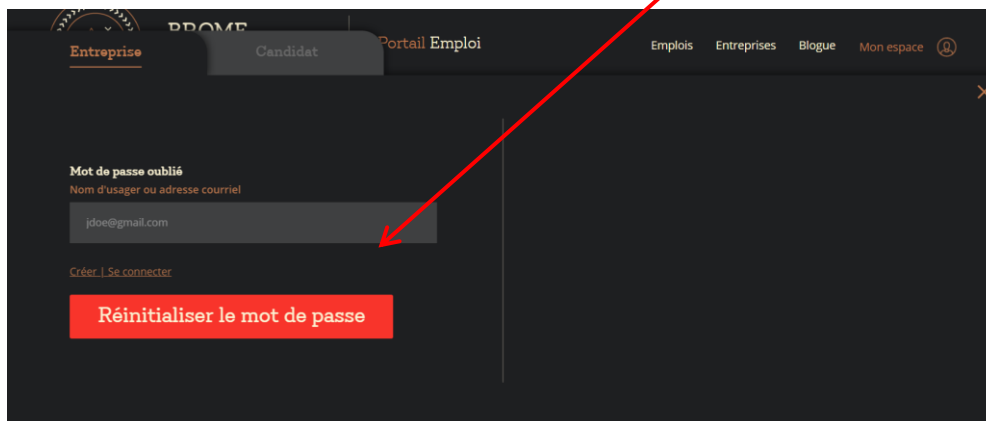 BROME
Entreprise
Candidat
Portail Emploi
Emplois
Entreprises
Blogue
Mon espace
Mot de passe oublié
Nom d'usager ou adresse courriel
jdoe@gmail.com
Créer | Se connecter
Réinitialiser le mot de passe